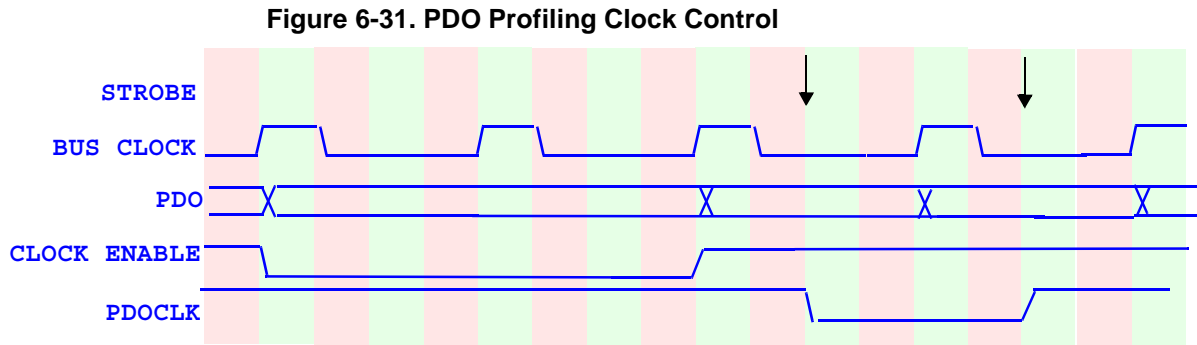 Figure 6-31. PDO Profiling Clock Control
STROBE
BUS CLOCK
PDO
CLOCK ENABLE
PDOCLK